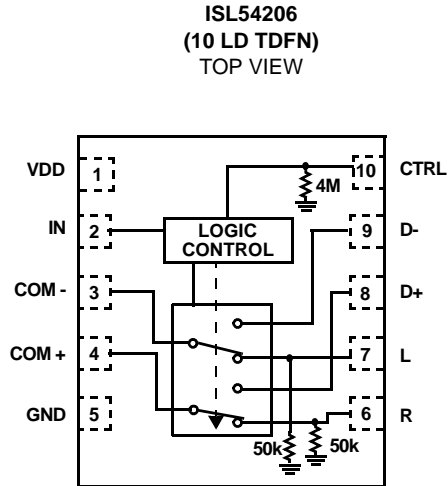 ISL54206
(10 LD TDFN)
TOP VIEW
VDD 1
10 CTRL
4M
IN 2
LOGIC
CONTROL
9 D-
COM - 3
8 D+
COM + 4
7 L
GND 5
6 R
50k 50k